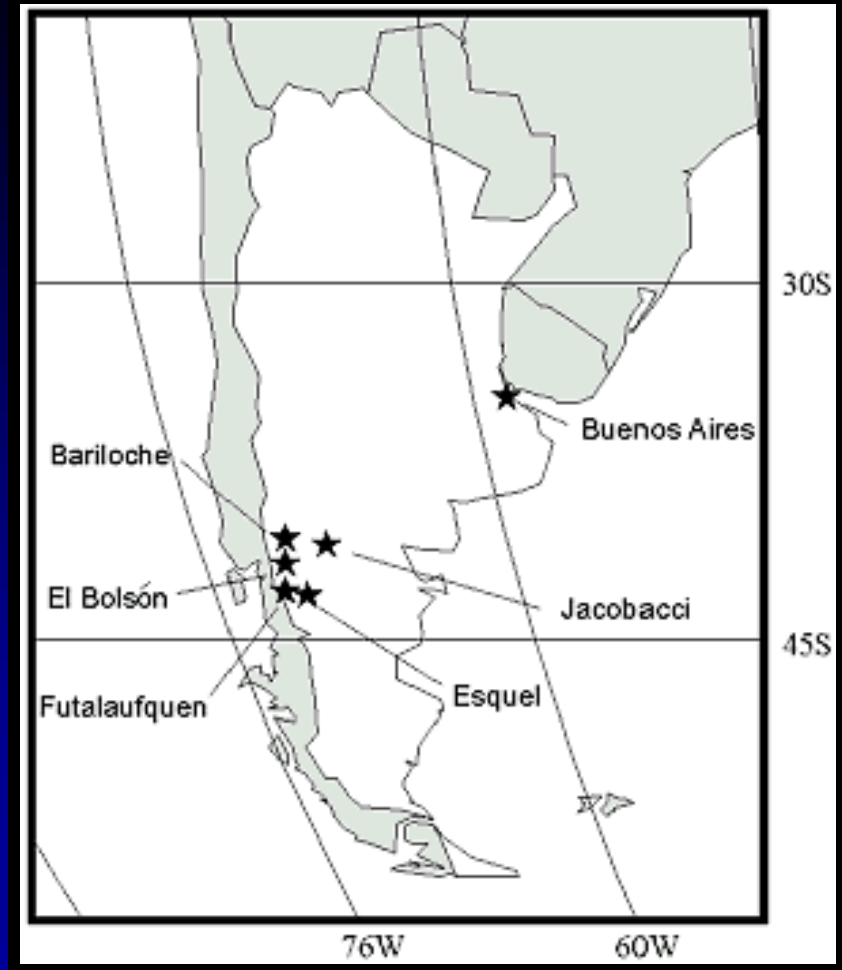 30S
Buenos Aires
Bariloche
El Bolsón
Jacobacci
45S
Futalaufquen
Esquel
76W
60W